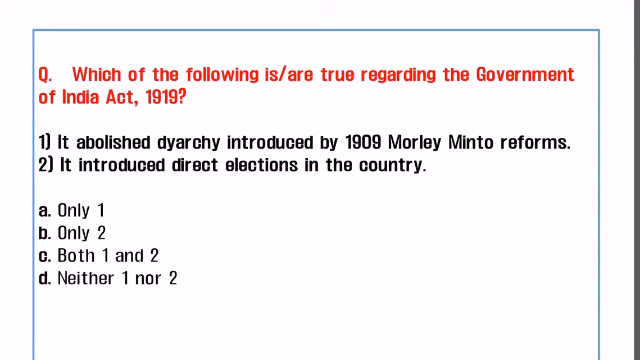 Q. Which of the following is/are true regarding the Government
of India Act, 1919?
1) It abolished dyarchy introduced by 1909 Morley Minto reforms.
2) It introduced direct elections in the country.
a. Only 1
b. Only 2
c. Both 1 and 2
d. Neither 1 nor 2